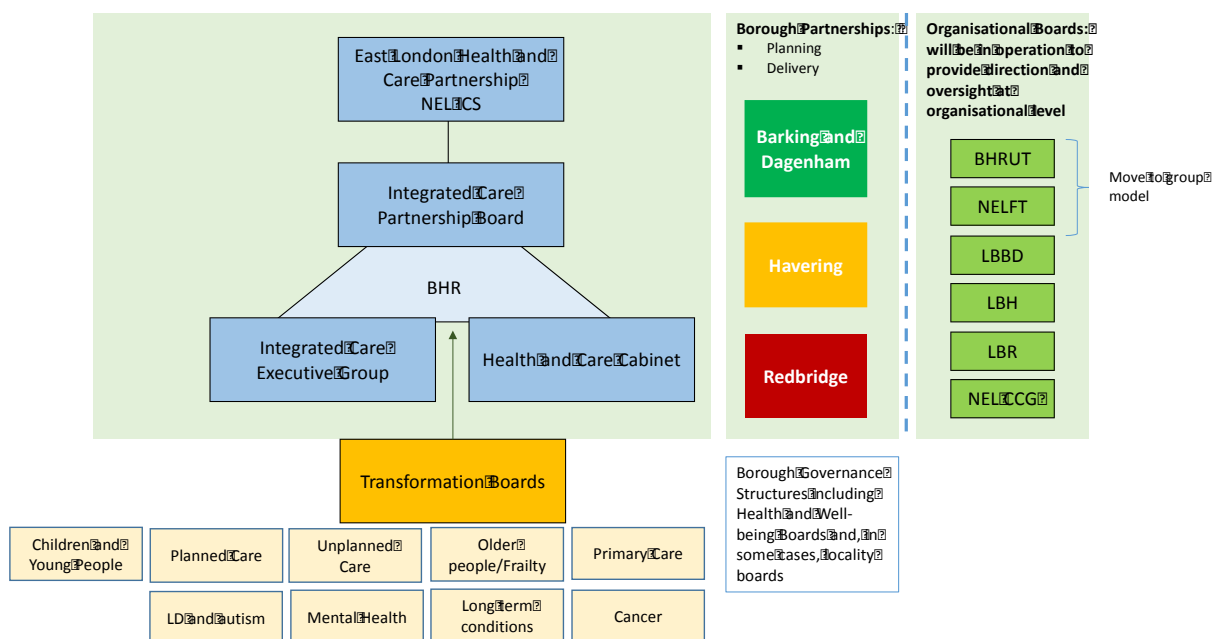 East London Health and
Care Partnership
NEL ICS
Integrated Care
Partnership Board
BHR
Integrated Care
Executive Group
Health and Care Cabinet
Transformation Boards
Children and
Young People
Planned Care
Unplanned
Care
Older
people/Frailty
Primary Care
LD and autism
Mental Health
Long term
conditions
Cancer
Borough Partnerships:
▪ Planning
▪ Delivery
Barking and
Dagenham
Havering
Redbridge
Borough Governance
Structures including
Health and Well-
being Boards and, in
some cases, locality
boards
Organisational Boards:
will be in operation to
provide direction and
oversight at
organisational level
BHRUT
NELFT
LBBD
LBH
LBR
NEL CCG
Move to group
model